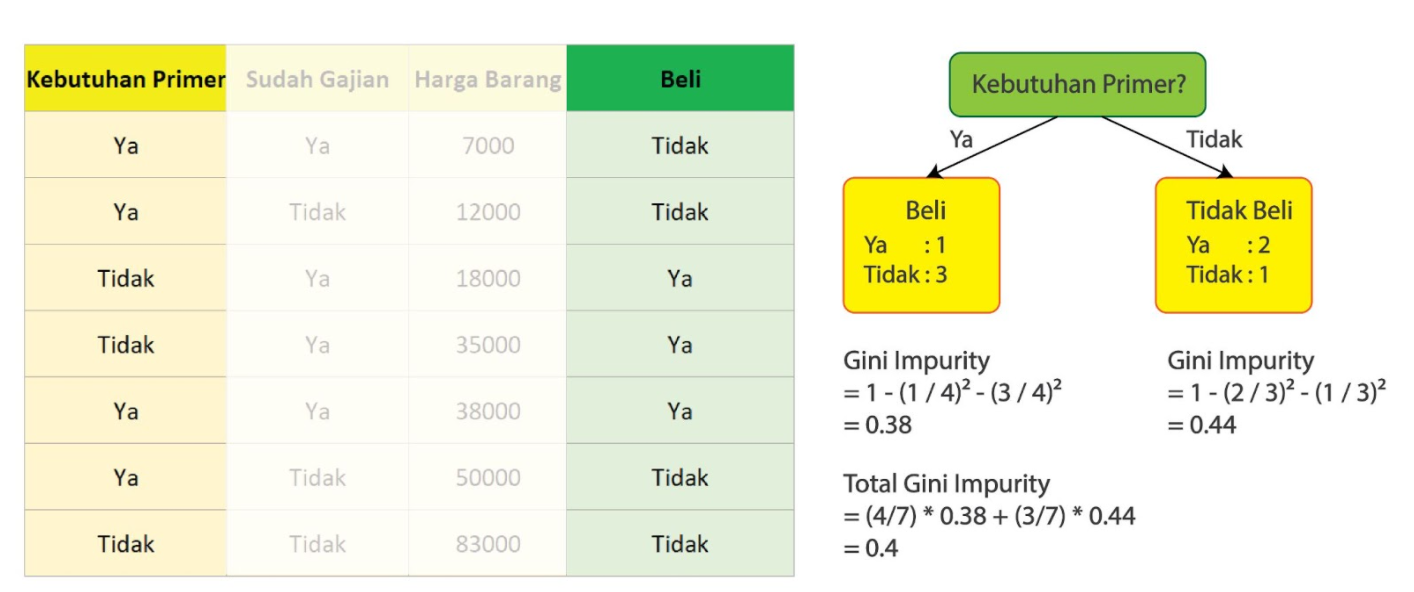 Kebutuhan Primer Sudah Gajian Harga Barang Beli
Ya Ya 7000 Tidak
Ya Tidak 12000 Tidak
Tidak Ya 18000 Ya
Tidak Ya 35000 Ya
Ya Ya 38000 Ya
Ya Tidak 50000 Tidak
Tidak Tidak 83000 Tidak
Kebutuhan Primer?
Ya Tidak
Beli
Ya : 1
Tidak : 3
Tidak Beli
Ya : 2
Tidak : 1
Gini Impurity
= 1 - (1 / 4)² - (3 / 4)²
= 0.38
Gini Impurity
= 1 - (2 / 3)² - (1 / 3)²
= 0.44
Total Gini Impurity
= (4/7) * 0.38 + (3/7) * 0.44
= 0.4